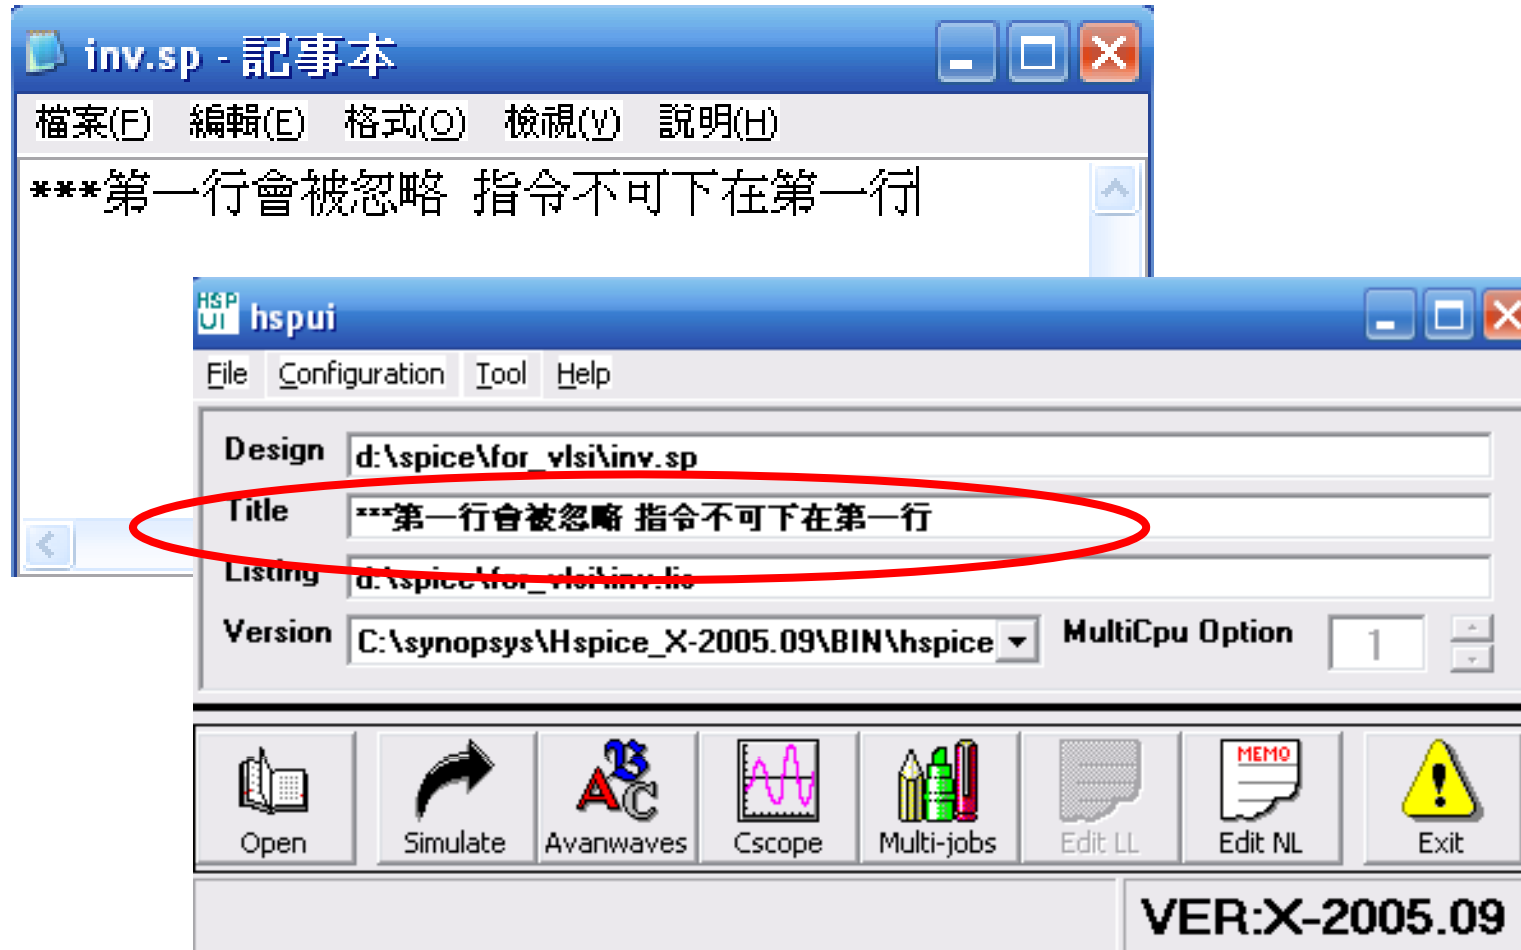 inv.sp - 記事本
檔案(F) 編輯(E) 格式(O) 檢視(V) 說明(H)
***第一行會被忽略 指令不可下在第一行
HSP UI hspui
File Configuration Tool Help
Design d:\spice\for_vlsi\inv.sp
Title ***第一行會被忽略 指令不可下在第一行
Listing d:\spice\for_vlsi\inv.lis
Version C:\synopsys\Hspice_X-2005.09\BIN\hspice MultiCpu Option 1
A B C MEMO
Open Simulate Avanwaves Cscope Multi-jobs Edit LL Edit NL Exit
VER:X-2005.09